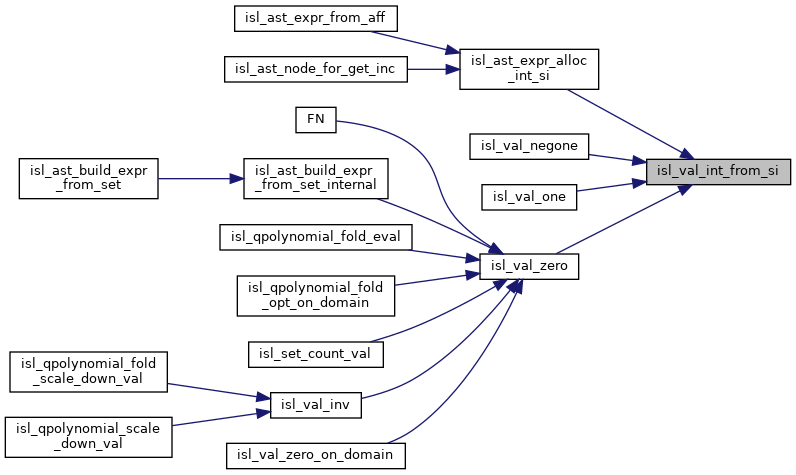 isl_ast_expr_from_aff
isl_ast_expr_alloc
_int_si
isl_ast_node_for_get_inc
FN
isl_val_negone
isl_val_int_from_si
isl_ast_build_expr
_from_set
isl_ast_build_expr
_from_set_internal
isl_val_one
isl_qpolynomial_fold_eval
isl_val_zero
isl_qpolynomial_fold
_opt_on_domain
isl_set_count_val
isl_qpolynomial_fold
_scale_down_val
isl_val_inv
isl_qpolynomial_scale
_down_val
isl_val_zero_on_domain